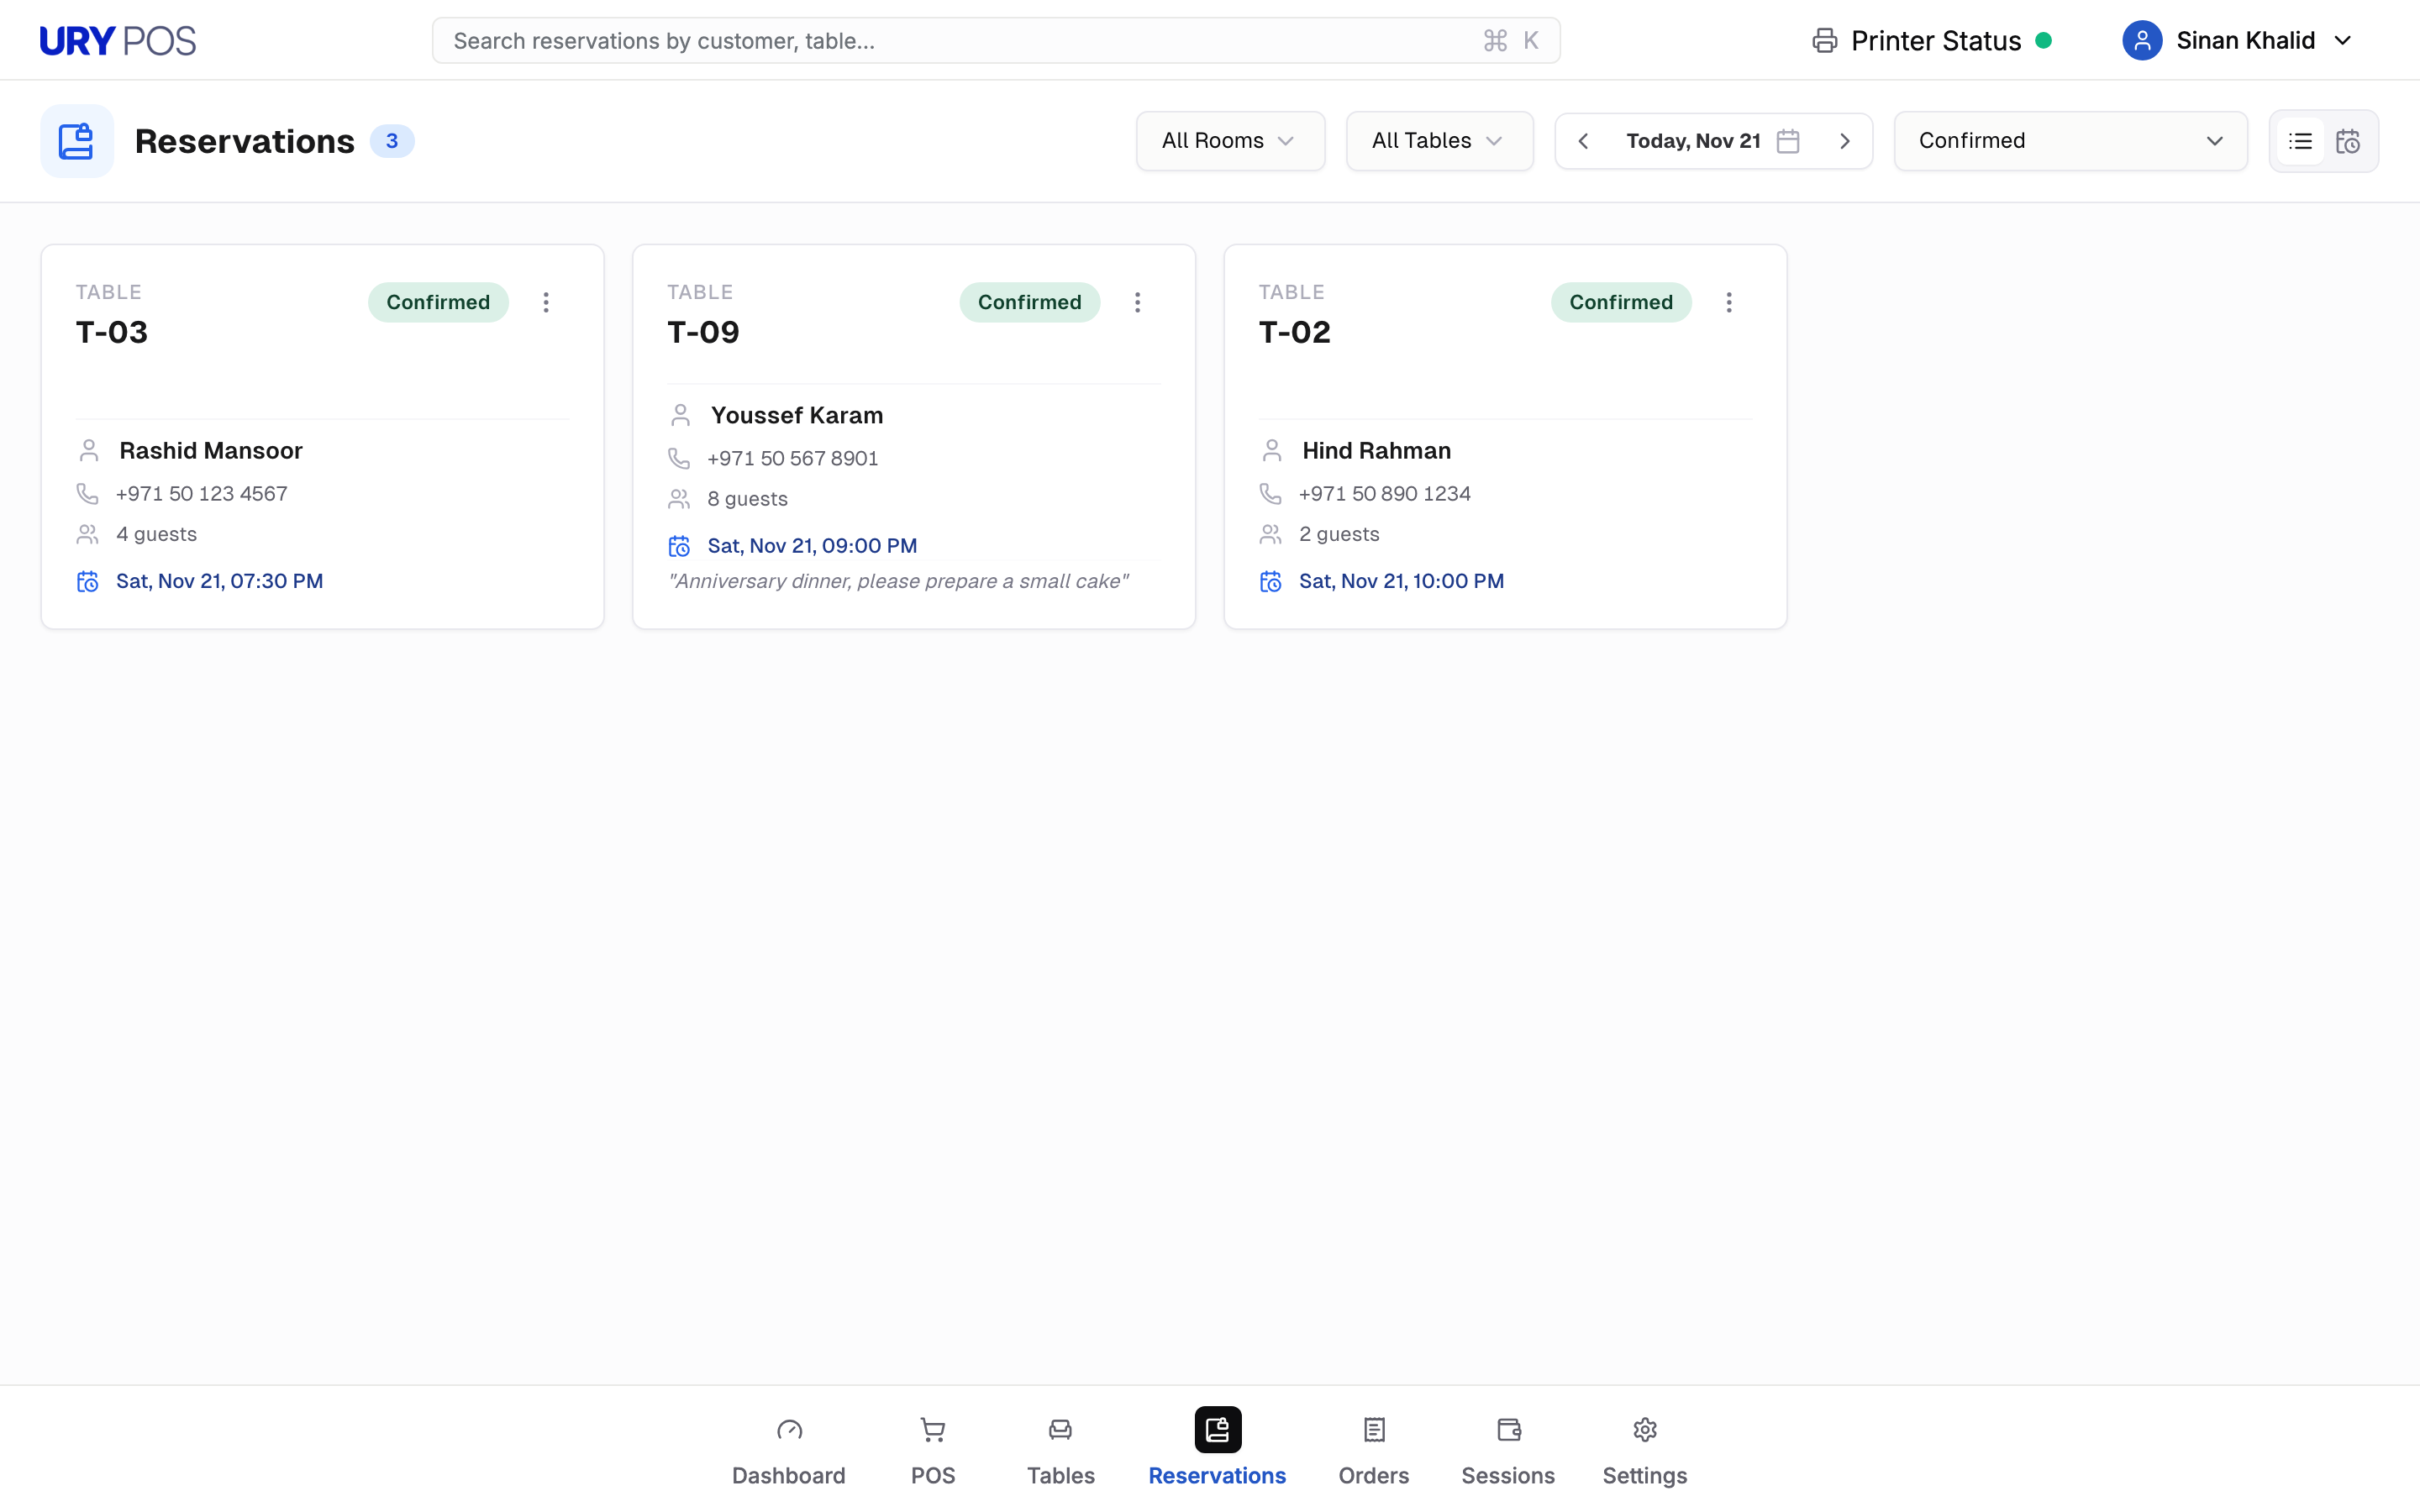 URY POS
Search reservations by customer, table...
⌘ K
Printer Status
Sinan Khalid
Reservations
3
All Rooms
All Tables
Today, Nov 21
Confirmed
TABLE
Confirmed
T-03
Rashid Mansoor
+971 50 123 4567
4 guests
Sat, Nov 21, 07:30 PM
TABLE
Confirmed
T-09
Youssef Karam
+971 50 567 8901
8 guests
Sat, Nov 21, 09:00 PM
"Anniversary dinner, please prepare a small cake"
TABLE
Confirmed
T-02
Hind Rahman
+971 50 890 1234
2 guests
Sat, Nov 21, 10:00 PM
Dashboard
POS
Tables
Reservations
Orders
Sessions
Settings